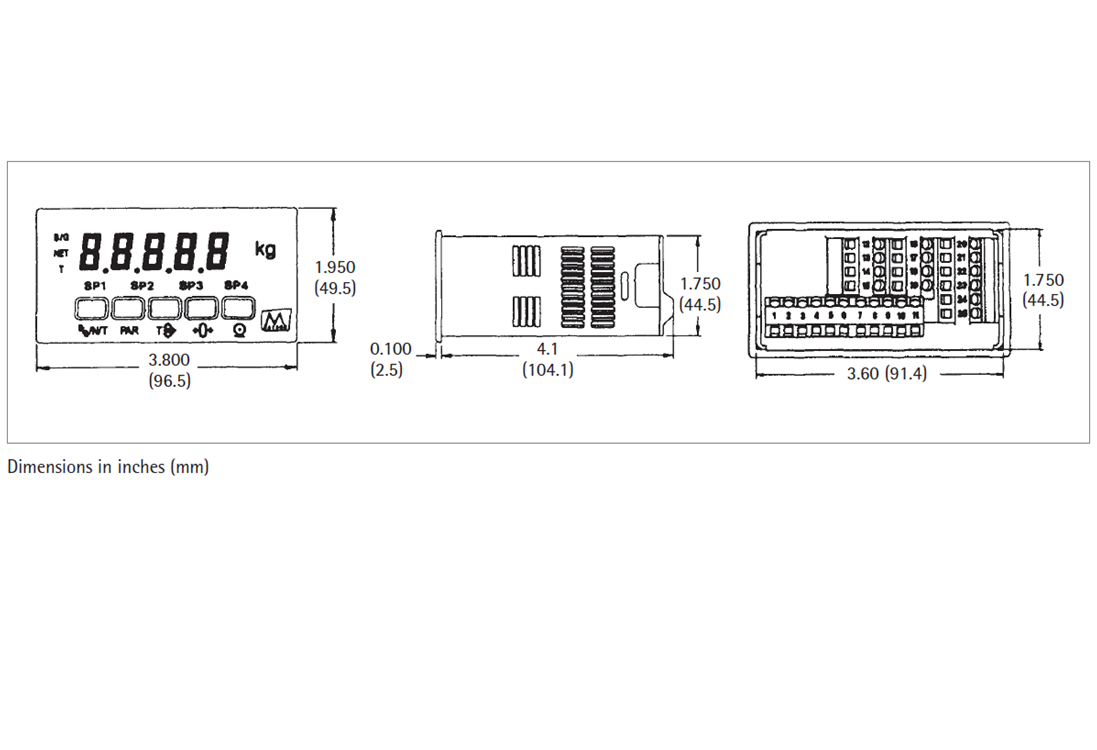 B/G
NET
T
8.8.8.8.8
kg
SP1 SP2 SP3 SP4
PAR
1.950
(49.5)
3.800
(96.5)
0.100
(2.5)
4.1
(104.1)
1.750
(44.5)
12 16 20
13 17 21
14 18 22
15 19 23
24
25
1 2 3 4 5 6 7 8 9 10 11
1.750
(44.5)
3.60 (91.4)
Dimensions in inches (mm)